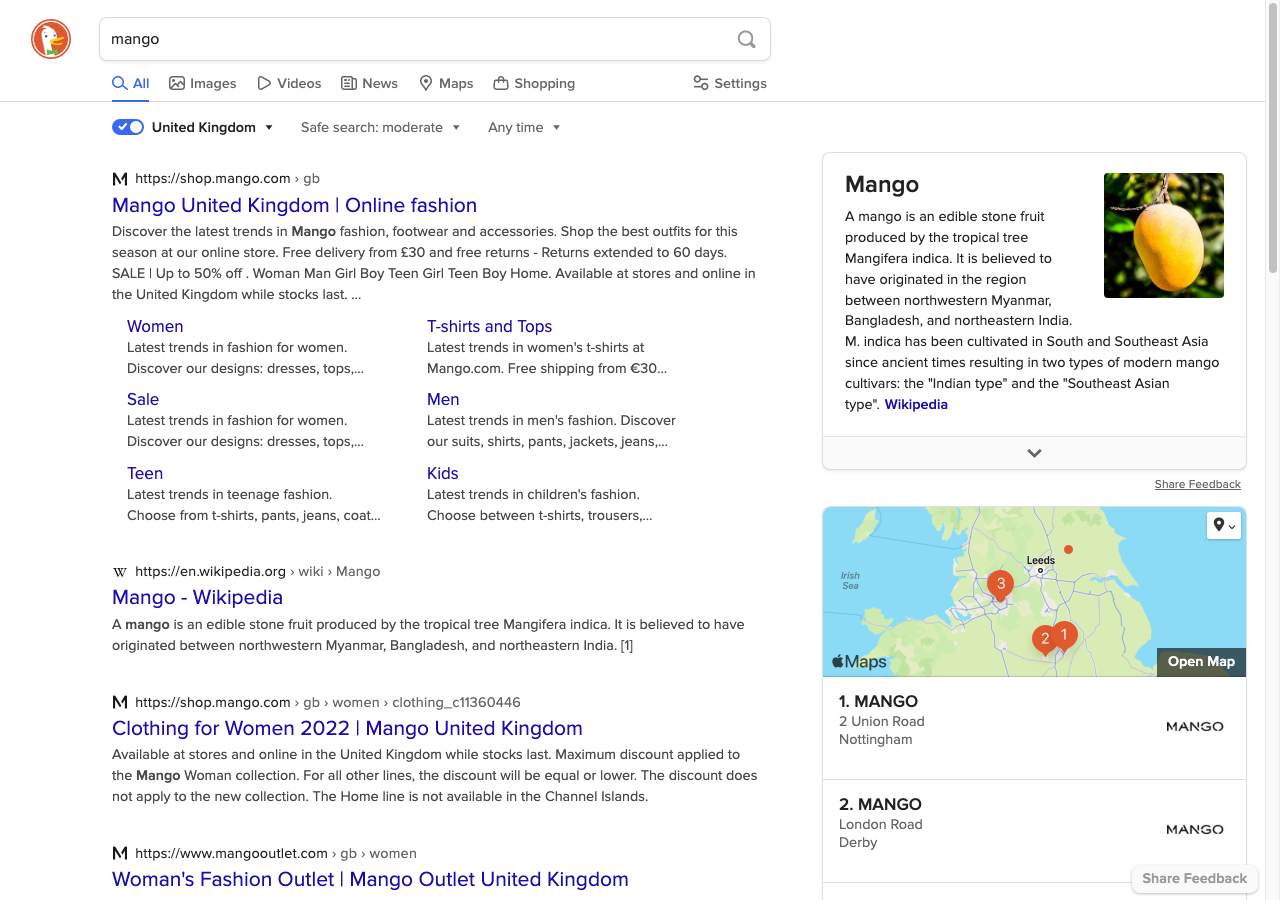 mango
All Images Videos News Maps Shopping Settings
United Kingdom Safe search: moderate Any time
https://shop.mango.com › gb
Mango United Kingdom | Online fashion
Discover the latest trends in Mango fashion, footwear and accessories. Shop the best outfits for this
season at our online store. Free delivery from £30 and free returns - Returns extended to 60 days.
SALE | Up to 50% off . Woman Man Girl Boy Teen Girl Teen Boy Home. Available at stores and online in
the United Kingdom while stocks last. ...
Women
Latest trends in fashion for women.
Discover our designs: dresses, tops,...
T-shirts and Tops
Latest trends in women's t-shirts at
Mango.com. Free shipping from €30...
Sale
Latest trends in fashion for women.
Discover our designs: dresses, tops,...
Men
Latest trends in men's fashion. Discover
our suits, shirts, pants, jackets, jeans,...
Teen
Latest trends in teenage fashion.
Choose from t-shirts, pants, jeans, coat...
Kids
Latest trends in children's fashion.
Choose between t-shirts, trousers,...
W https://en.wikipedia.org › wiki › Mango
Mango - Wikipedia
A mango is an edible stone fruit produced by the tropical tree Mangifera indica. It is believed to have
originated between northwestern Myanmar, Bangladesh, and northeastern India. [1]
https://shop.mango.com › gb › women › clothing_c11360446
Clothing for Women 2022 | Mango United Kingdom
Available at stores and online in the United Kingdom while stocks last. Maximum discount applied to
the Mango Woman collection. For all other lines, the discount will be equal or lower. The discount does
not apply to the new collection. The Home line is not available in the Channel Islands.
https://www.mangooutlet.com › gb › women
Woman's Fashion Outlet | Mango Outlet United Kingdom
Mango
A mango is an edible stone fruit
produced by the tropical tree
Mangifera indica. It is believed to
have originated in the region
between northwestern Myanmar,
Bangladesh, and northeastern India.
M. indica has been cultivated in South and Southeast Asia
since ancient times resulting in two types of modern mango
cultivars: the "Indian type" and the "Southeast Asian
type". Wikipedia
Share Feedback
Leeds
Irish
Sea
3
2 1
Maps
Open Map
1. MANGO
2 Union Road
Nottingham
MANGO
2. MANGO
London Road
Derby
MANGO
Share Feedback